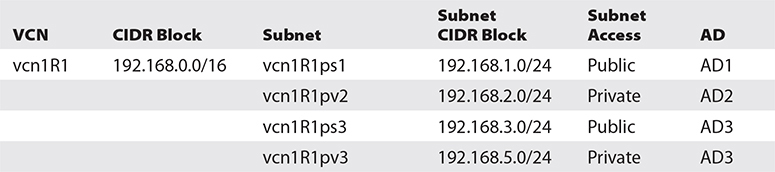 VCN CIDR Block Subnet Subnet CIDR Block Subnet Access AD
vcn1R1 192.168.0.0/16 vcn1R1ps1 192.168.1.0/24 Public AD1
vcn1R1pv2 192.168.2.0/24 Private AD2
vcn1R1ps3 192.168.3.0/24 Public AD3
vcn1R1pv3 192.168.5.0/24 Private AD3